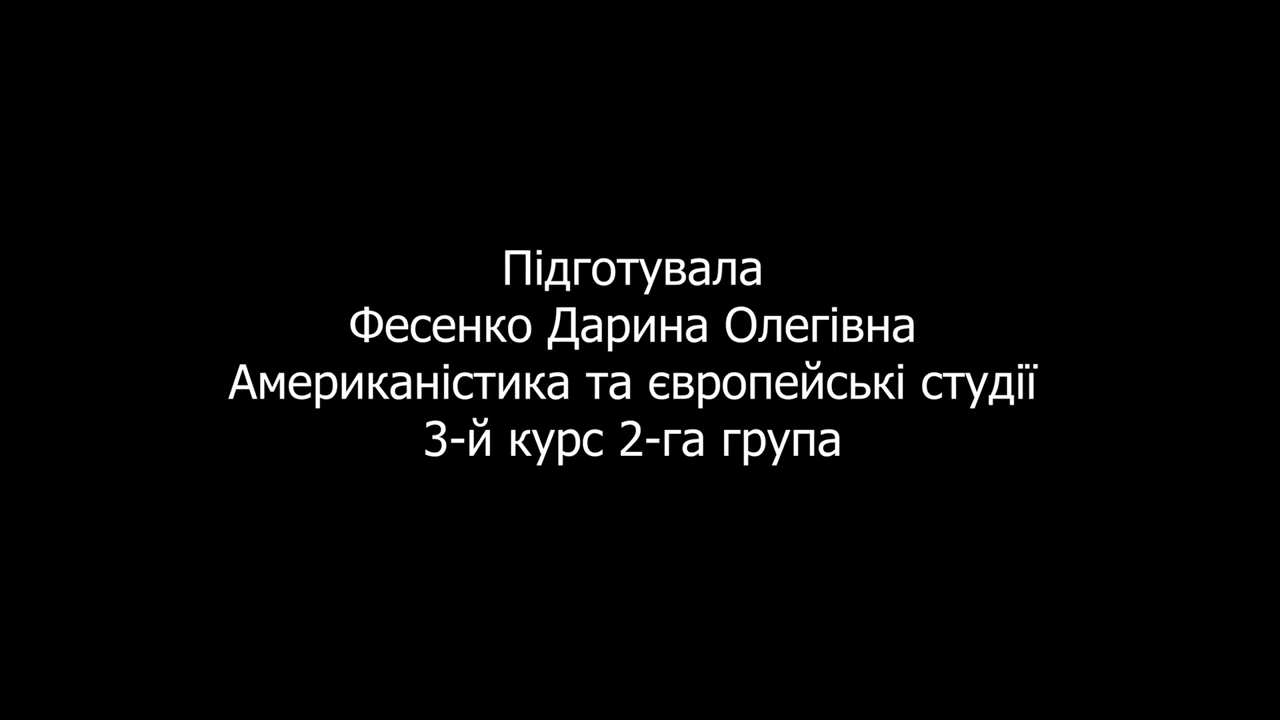 Підготувала
Фесенко Дарина Олегівна
Американістика та європейські студії
3-й курс 2-га група